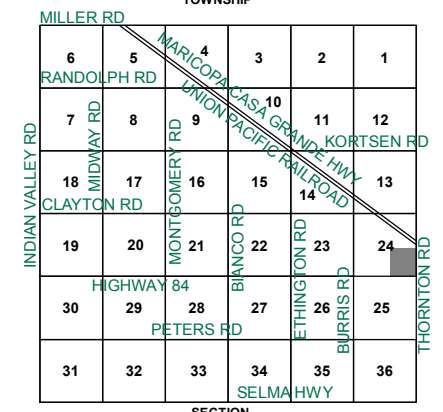 TOWNSHIP
MILLER RD
6 5 4 3 2 1
RANDOLPH RD
MARICOPA CASA GRANDE HWY
UNION PACIFIC RAILROAD
7 8 9 10 11 12
KORTSEN RD
INDIAN VALLEY RD
MIDWAY RD
MONTGOMERY RD
18 17 16 15 14 13
CLAYTON RD
BIANCO RD
ETHINGTON RD
BURRIS RD
THORNTON RD
19 20 21 22 23 24
HIGHWAY 84
30 29 28 27 26 25
PETERS RD
31 32 33 34 35 36
SELMA HWY
SECTION